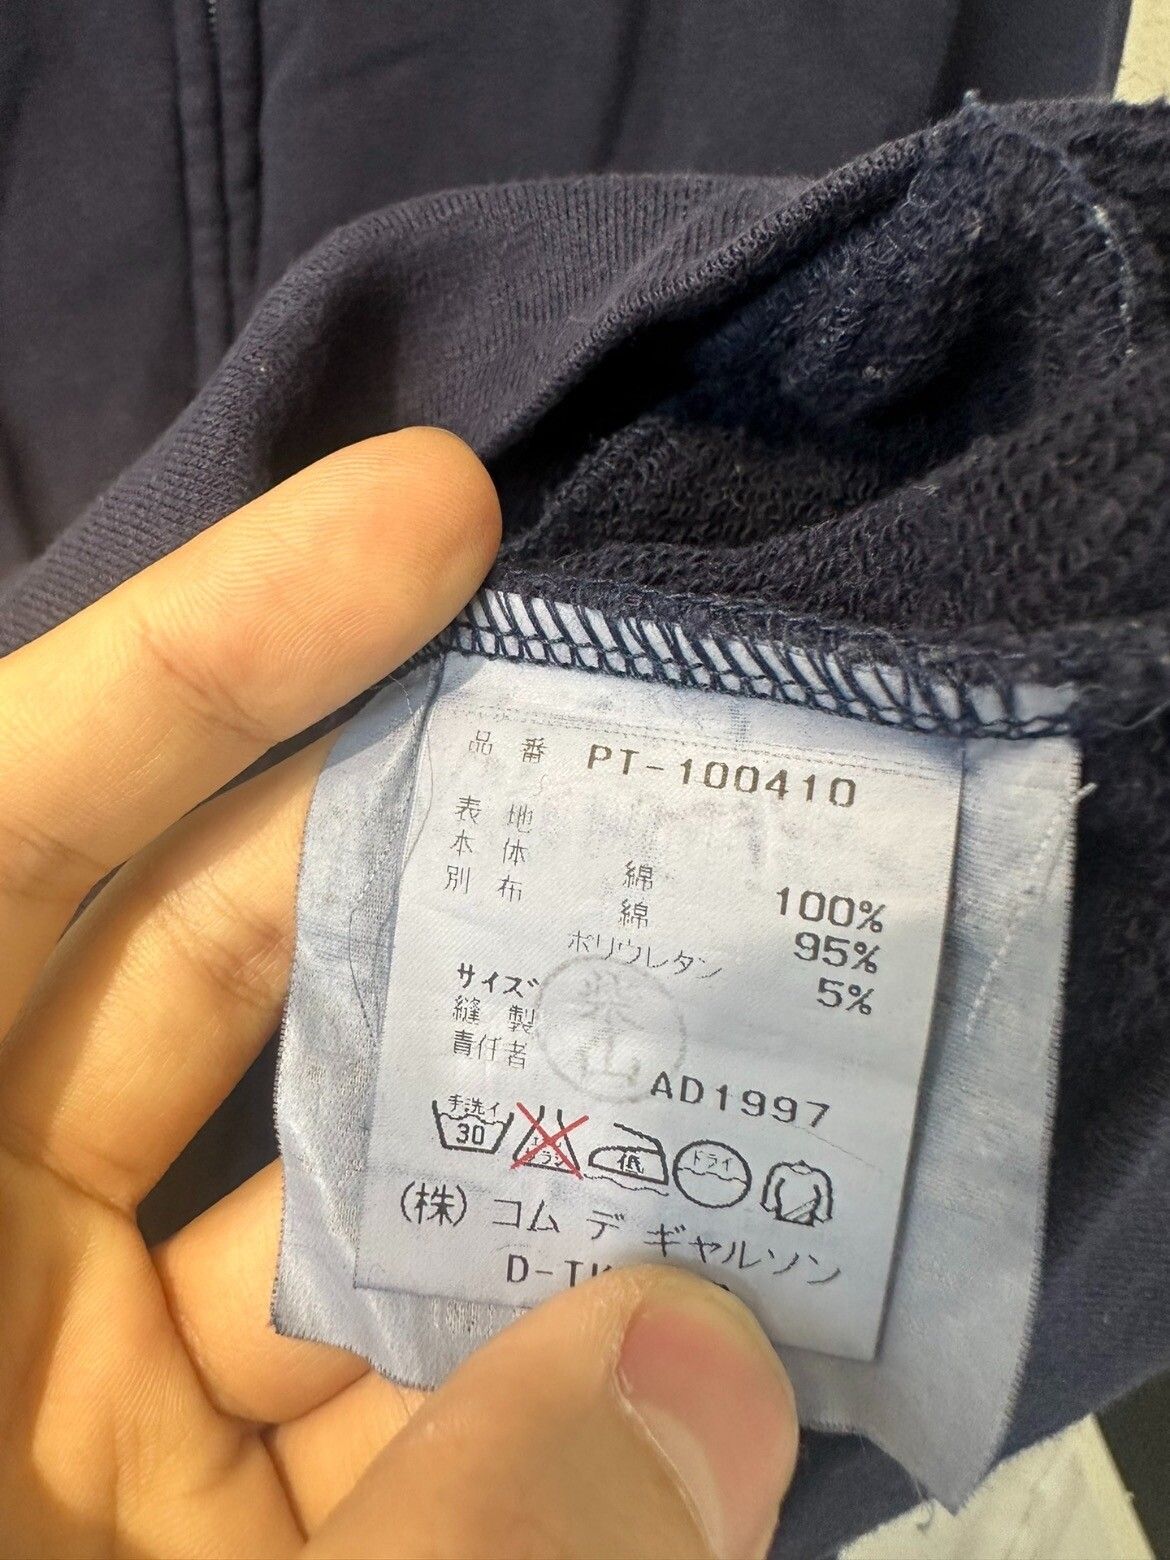 品番 PT-100410
表地
本体 綿 100%
別布 綿 95%
ポリウレタン 5%
サイズ
縫製
責任者
AD1997
手洗イ 30 低 ドライ
(株) コム デ ギャルソン
D-TK